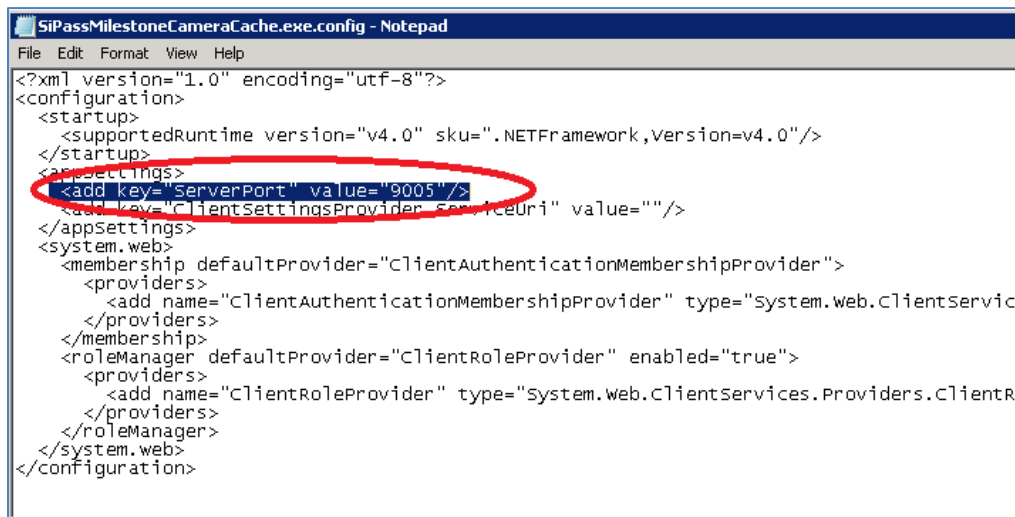 SiPassMilestoneCameraCache.exe.config - Notepad
File Edit Format View Help
<?xml version="1.0" encoding="utf-8"?>
<configuration>
  <startup>
    <supportedRuntime version="v4.0" sku=".NETFramework,Version=v4.0"/>
  </startup>
  <appSettings>
    <add key="ServerPort" value="9005"/>
    <add key="ClientSettingsProvider.ServiceUri" value=""/>
  </appSettings>
  <system.web>
    <membership defaultProvider="ClientAuthenticationMembershipProvider">
      <providers>
        <add name="ClientAuthenticationMembershipProvider" type="System.Web.ClientServic
      </providers>
    </membership>
    <roleManager defaultProvider="ClientRoleProvider" enabled="true">
      <providers>
        <add name="ClientRoleProvider" type="System.Web.ClientServices.Providers.ClientR
      </providers>
    </roleManager>
  </system.web>
</configuration>